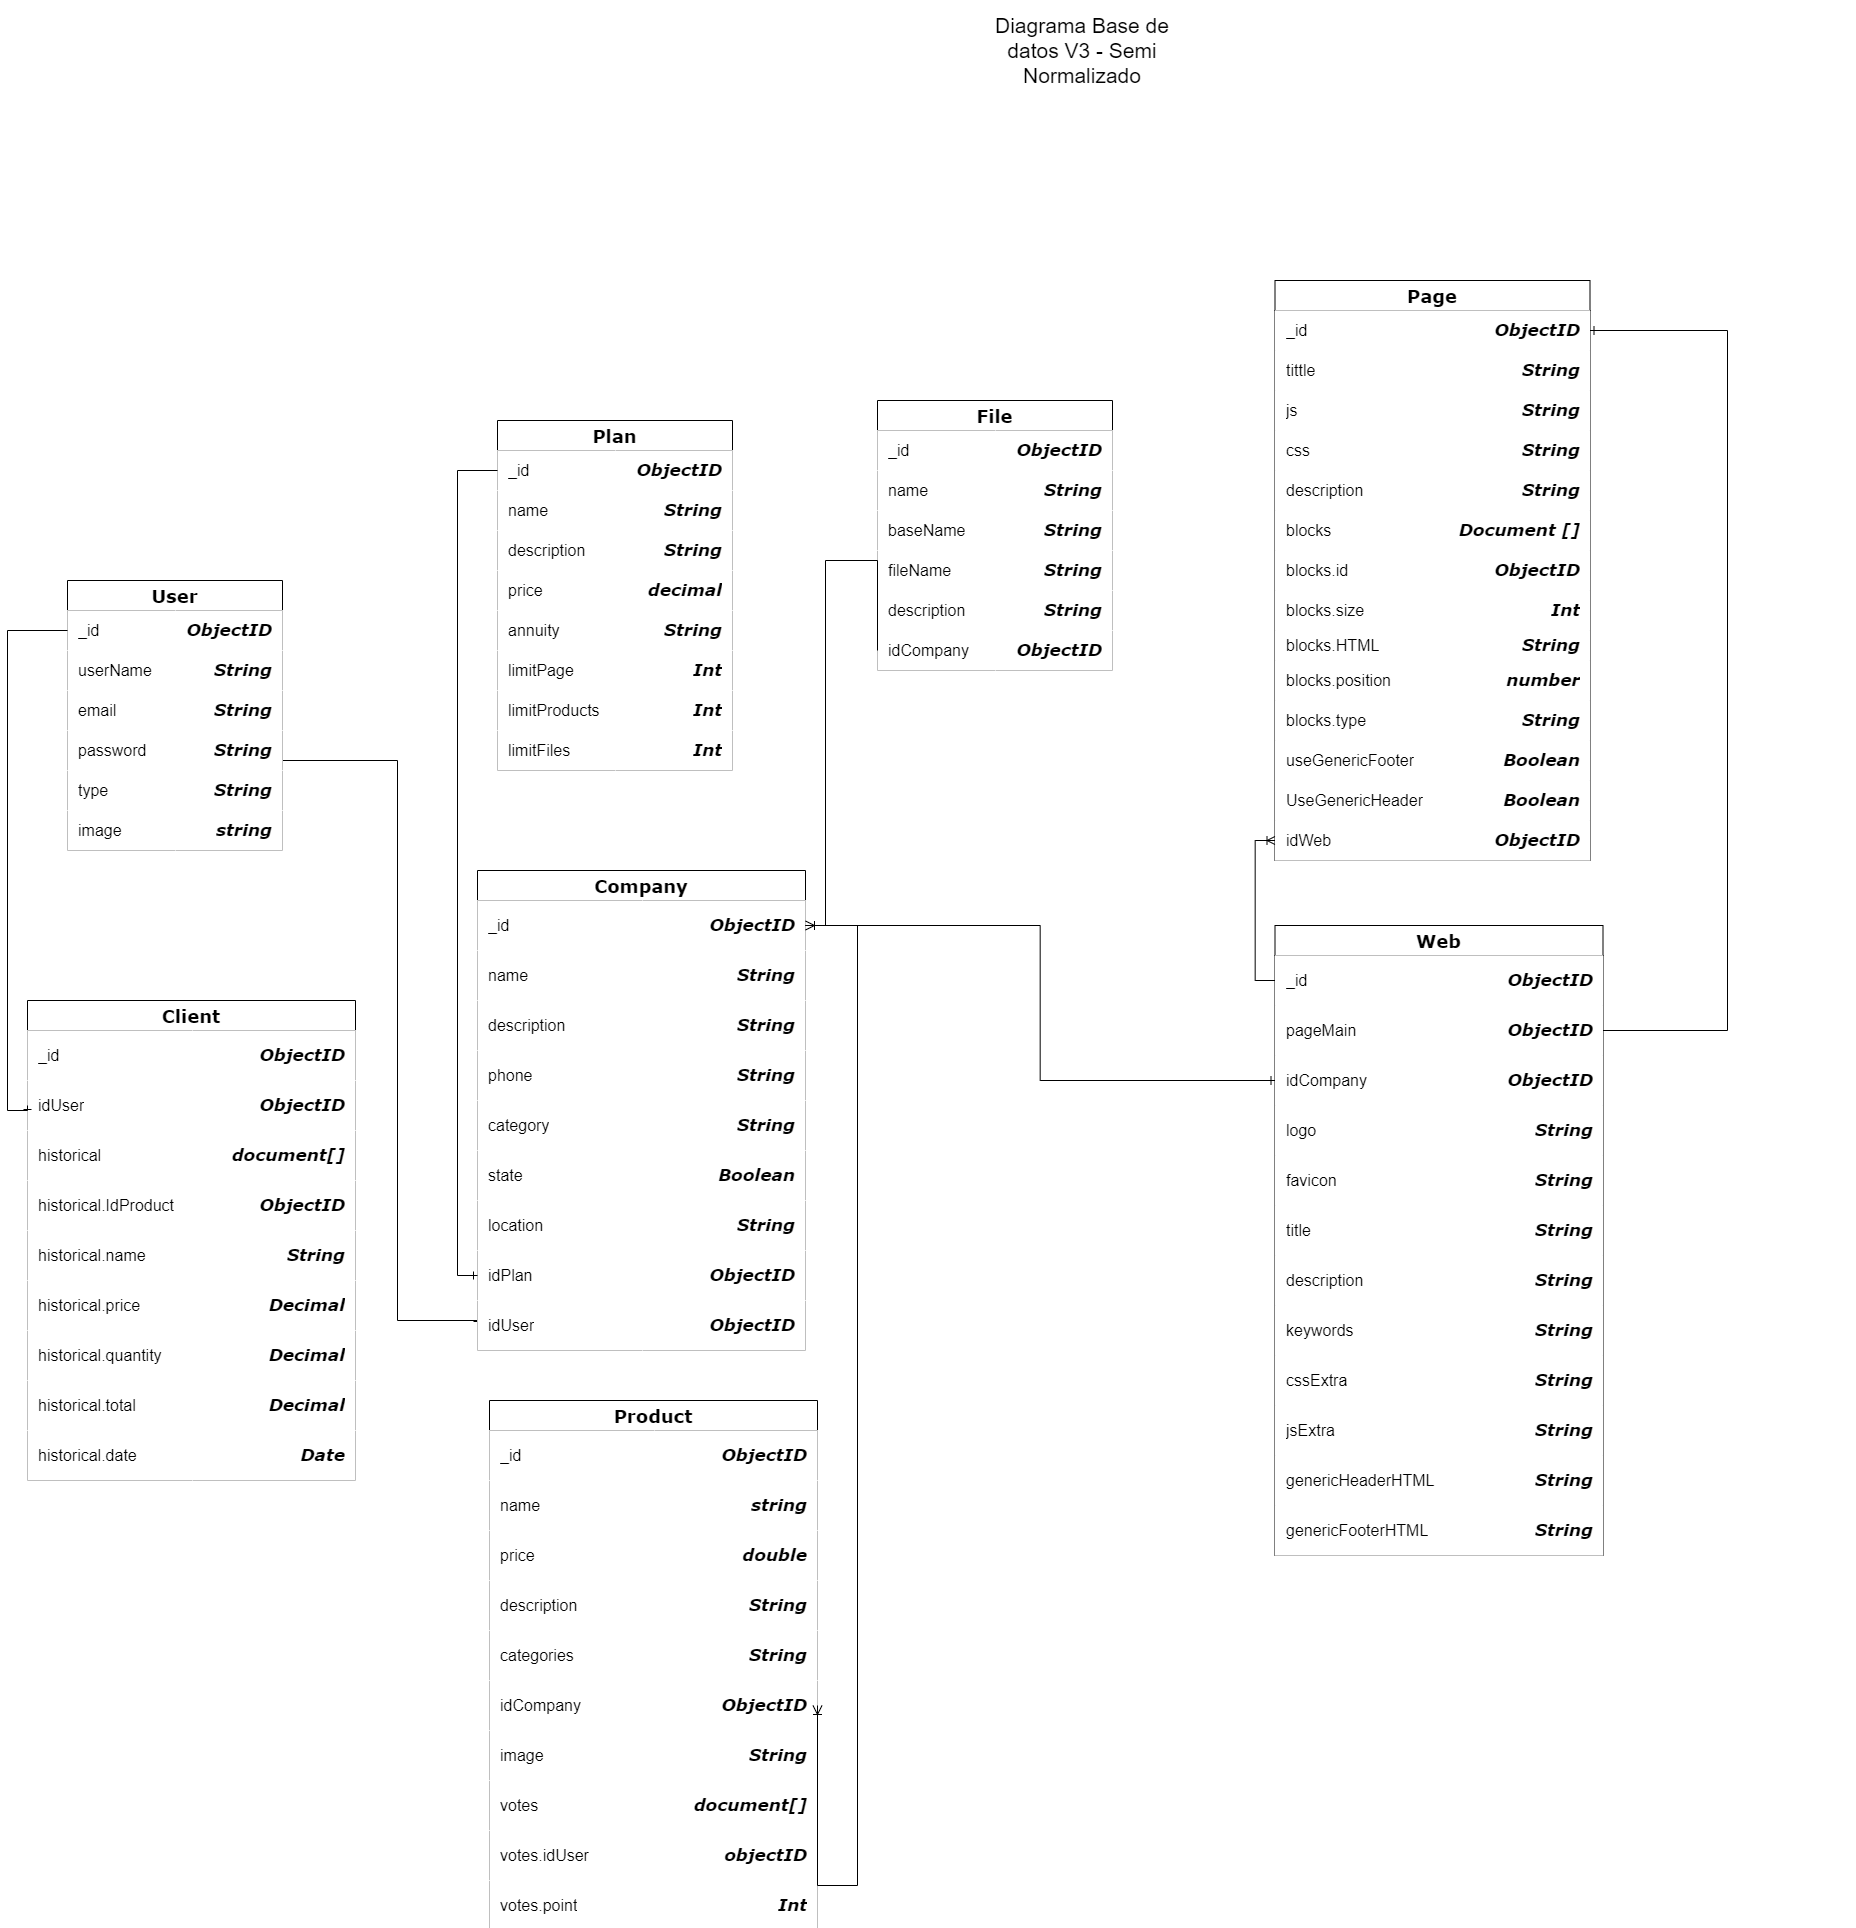 Diagrama Base de
datos V3 - Semi
Normalizado
Page
_id ObjectID
tittle String
js String
css String
description String
blocks Document []
blocks.id ObjectID
blocks.size Int
blocks.HTML String
blocks.position number
blocks.type String
useGenericFooter Boolean
UseGenericHeader Boolean
idWeb ObjectID
File
_id ObjectID
name String
baseName String
fileName String
description String
idCompany ObjectID
Plan
_id ObjectID
name String
description String
price decimal
annuity String
limitPage Int
limitProducts Int
limitFiles Int
User
_id ObjectID
userName String
email String
password String
type String
image string
Company
_id ObjectID
name String
description String
phone String
category String
state Boolean
location String
idPlan ObjectID
idUser ObjectID
Web
_id ObjectID
pageMain ObjectID
idCompany ObjectID
logo String
favicon String
title String
description String
keywords String
cssExtra String
jsExtra String
genericHeaderHTML String
genericFooterHTML String
Client
_id ObjectID
idUser ObjectID
historical document[]
historical.IdProduct ObjectID
historical.name String
historical.price Decimal
historical.quantity Decimal
historical.total Decimal
historical.date Date
Product
_id ObjectID
name string
price double
description String
categories String
idCompany ObjectID
image String
votes document[]
votes.idUser objectID
votes.point Int